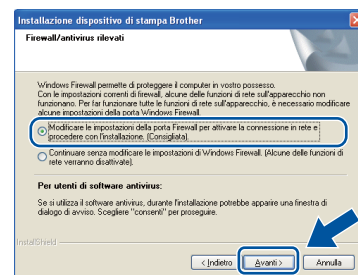 Installazione dispositivo di stampa Brother
Firewall/antivirus rilevati
Windows Firewall permette di proteggere il computer in vostro possesso.
Con le impostazioni correnti di firewall, alcune delle funzioni di rete sull'apparecchio non
funzionano. Per far funzionare tutte le funzioni di rete sull'apparecchio, è necessario modificare
alcune impostazioni della porta Windows Firewall.
Modificare le impostazioni della porta Firewall per attivare la connessione in rete e
procedere con l'installazione. (Consigliata).
Continuare senza modificare le impostazioni di Windows Firewall. (Alcune delle funzioni di
rete verranno disattivate).
Per utenti di software antivirus:
Se si utilizza il software antivirus, durante l'installazione potrebbe apparire una finestra di
dialogo di avviso. Scegliere "consenti" per proseguire.
InstallShield
< Indietro
Avanti >
Annulla